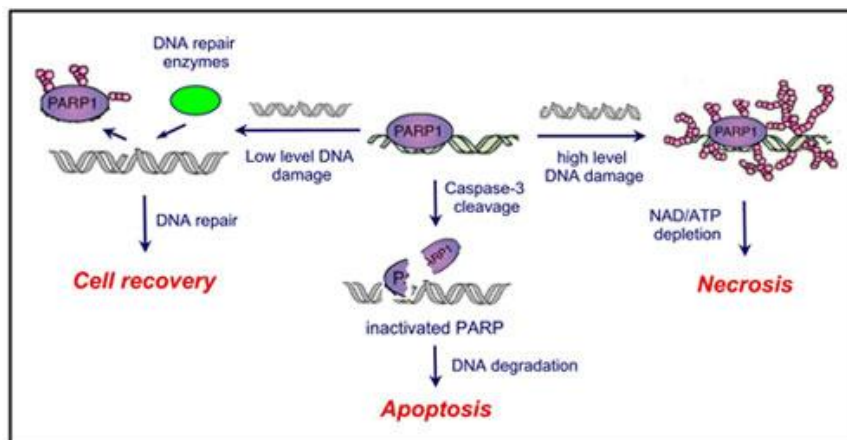 DNA repair
enzymes
PARP1
Low level DNA
damage
PARP1
high level
DNA damage
PARP1
DNA repair
Cell recovery
Caspase-3
cleavage
P
ARP1
inactivated PARP
DNA degradation
Apoptosis
NAD/ATP
depletion
Necrosis